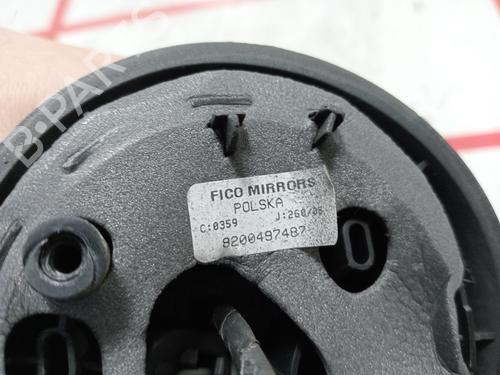 FICO MIRRORS
POLSKA
C:0359 J:260/06
8200497487
B-PARTS